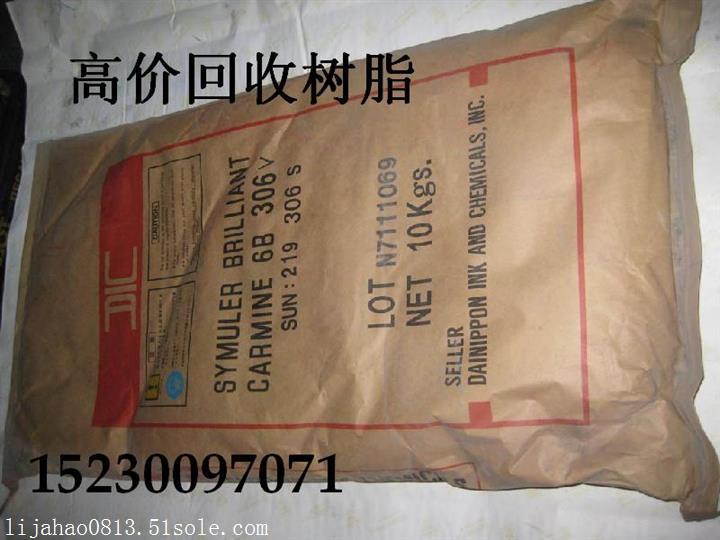 高价回收树脂
DIC
CAUTION
SYMULER BRILLIANT
CARMINE 6B 306V
SUN: 219 306 S
LOT N7111069
NET 10Kgs.
SELLER
DAINIPPON INK AND CHEMICALS, INC.
15230097071
lijahao0813.51sole.com